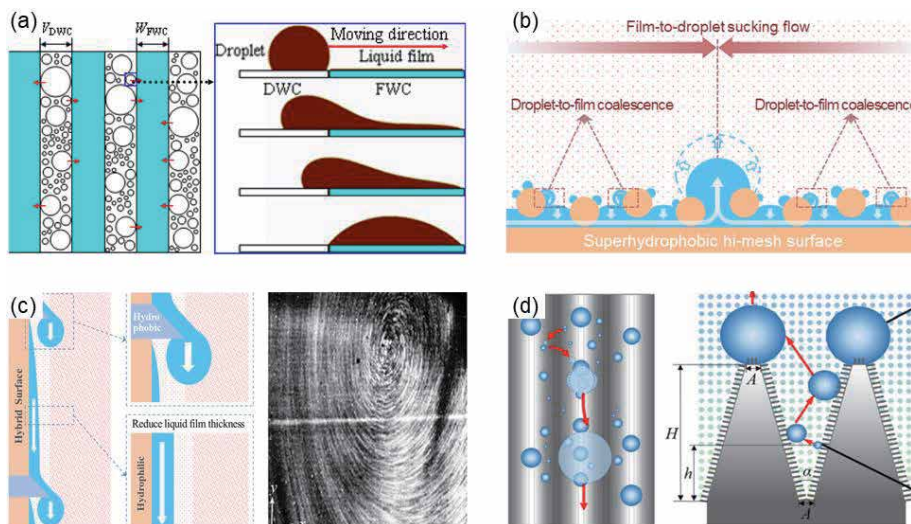 (a)
V_DWC
W_FWC
Droplet
Moving direction
Liquid film
DWC
FWC
(b)
Film-to-droplet sucking flow
Droplet-to-film coalescence
Droplet-to-film coalescence
Superhydrophobic hi-mesh surface
(c)
Hybrid Surface
Hydro
phobic
Reduce liquid film thickness
Hydrophilic
y
(d)
A
H
h
α
A